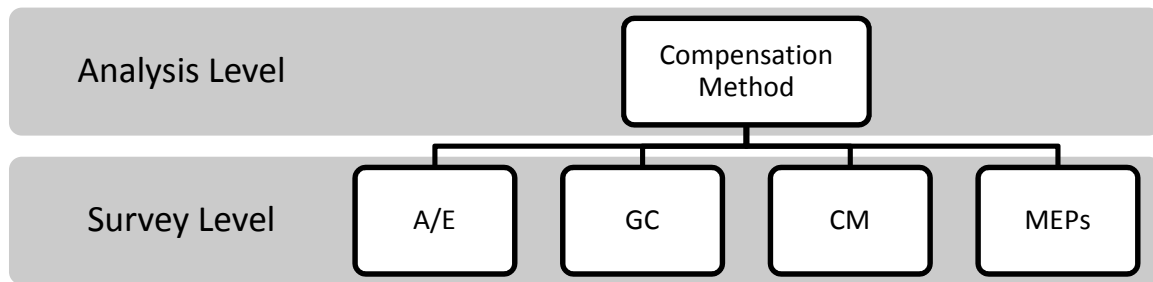 Analysis Level
Compensation
Method
Survey Level
A/E
GC
CM
MEPs